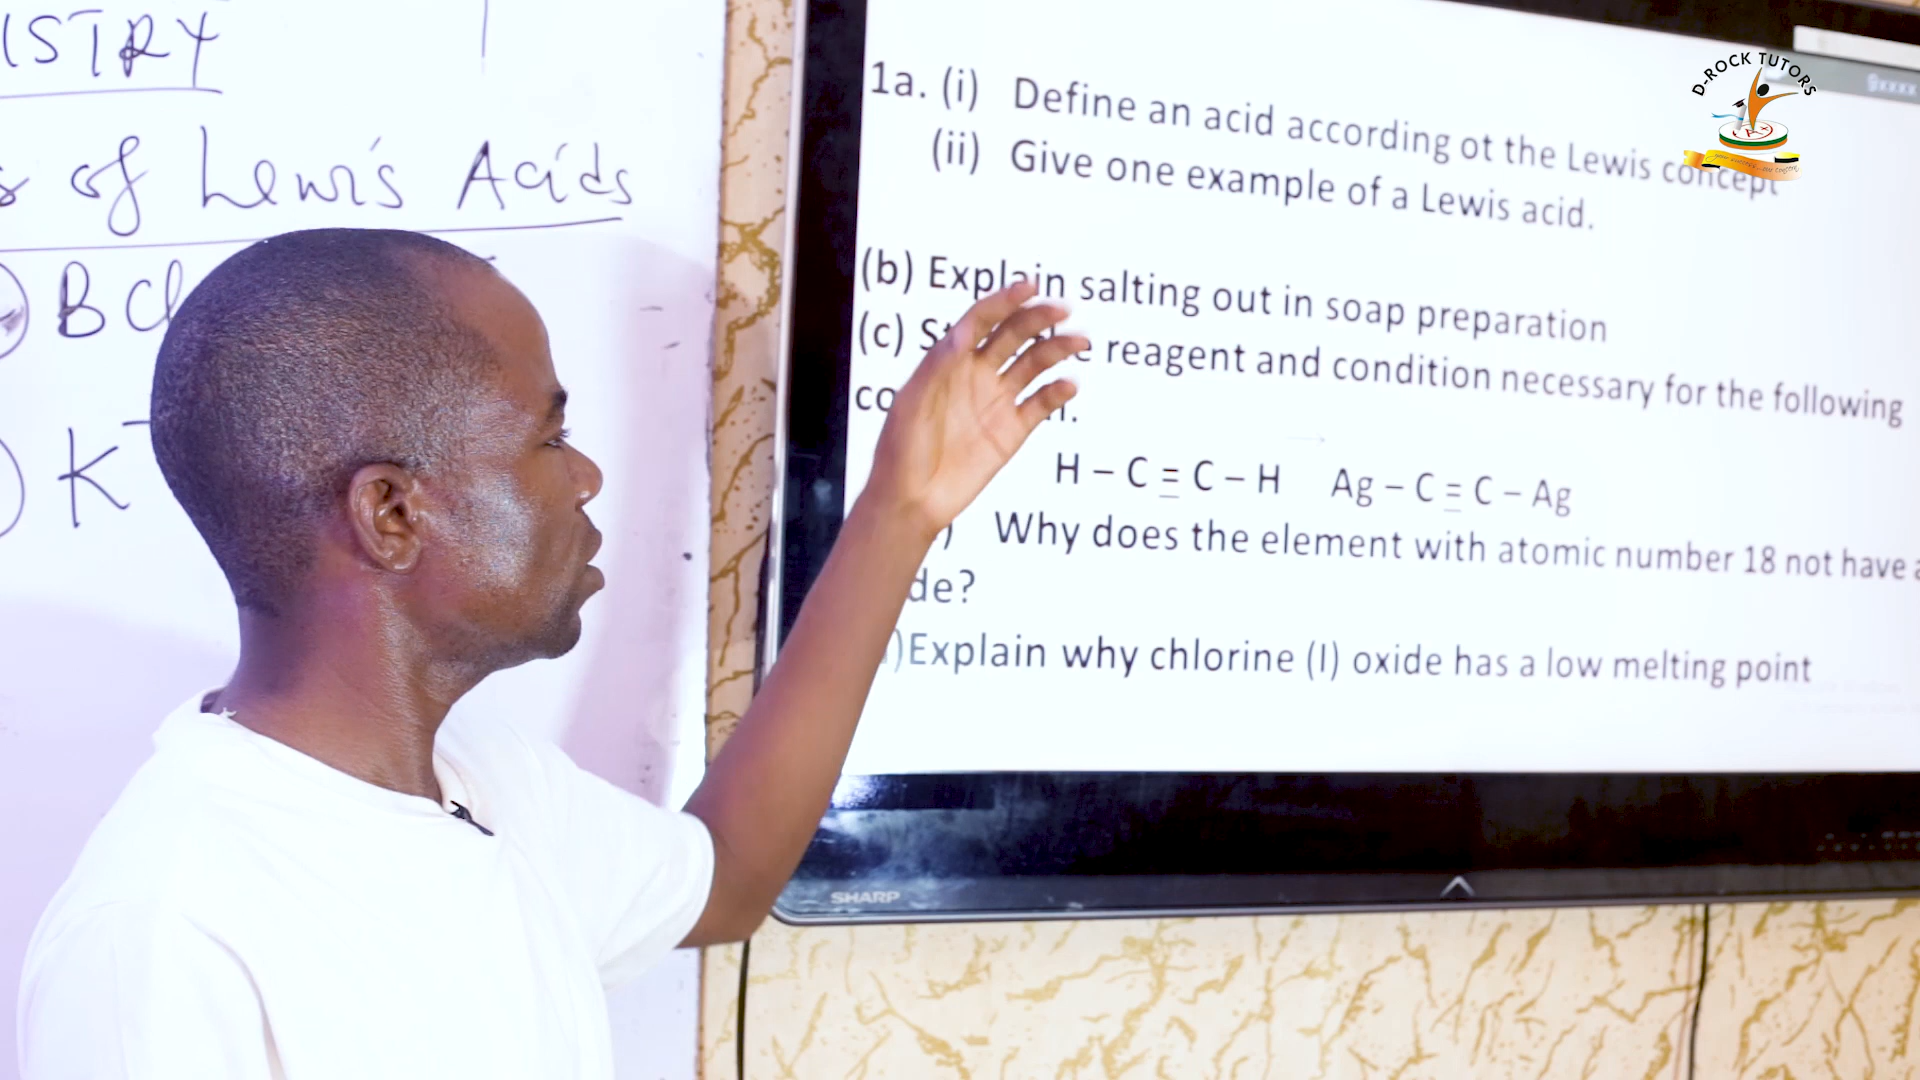 ISTRY
s of Lewis Acids
BCl
K
1a. (i) Define an acid according ot the Lewis concept
(ii) Give one example of a Lewis acid.
(b) Explain salting out in soap preparation
(c) reagent and condition necessary for the following
H – C ≡ C – H Ag – C ≡ C – Ag
) Why does the element with atomic number 18 not have a
de?
)Explain why chlorine (I) oxide has a low melting point
D-ROCK TUTORS
A+
SHARP